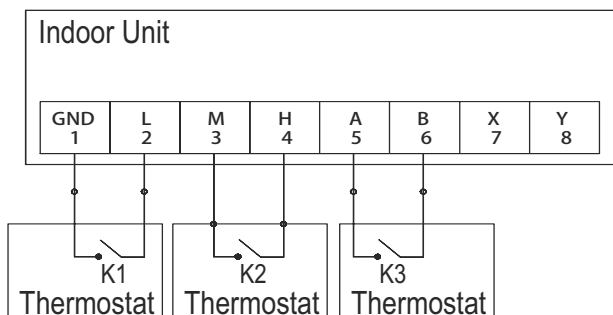 Indoor Unit
GND L M H A B X Y
1 2 3 4 5 6 7 8
K1 K2 K3
Thermostat Thermostat Thermostat